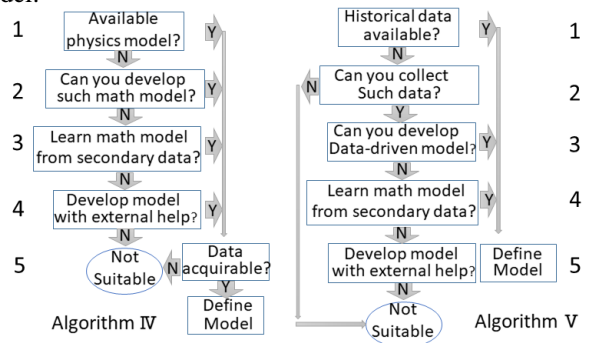 odel.
1
Available
physics model?
Y
N
2
Can you develop
such math model?
Y
N
3
Learn math model
from secondary data?
Y
N
4
Develop model
with external help?
Y
N
5
Not
Suitable
N
Data
acquirable?
Y
Define
Model
Algorithm IV
Historical data
available?
Y
1
N
N
Can you collect
Such data?
2
Y
Can you develop
Data-driven model?
Y
3
N
Learn math model
from secondary data?
Y
4
N
Develop model
with external help?
Define
Model
5
N
Not
Suitable
Algorithm V